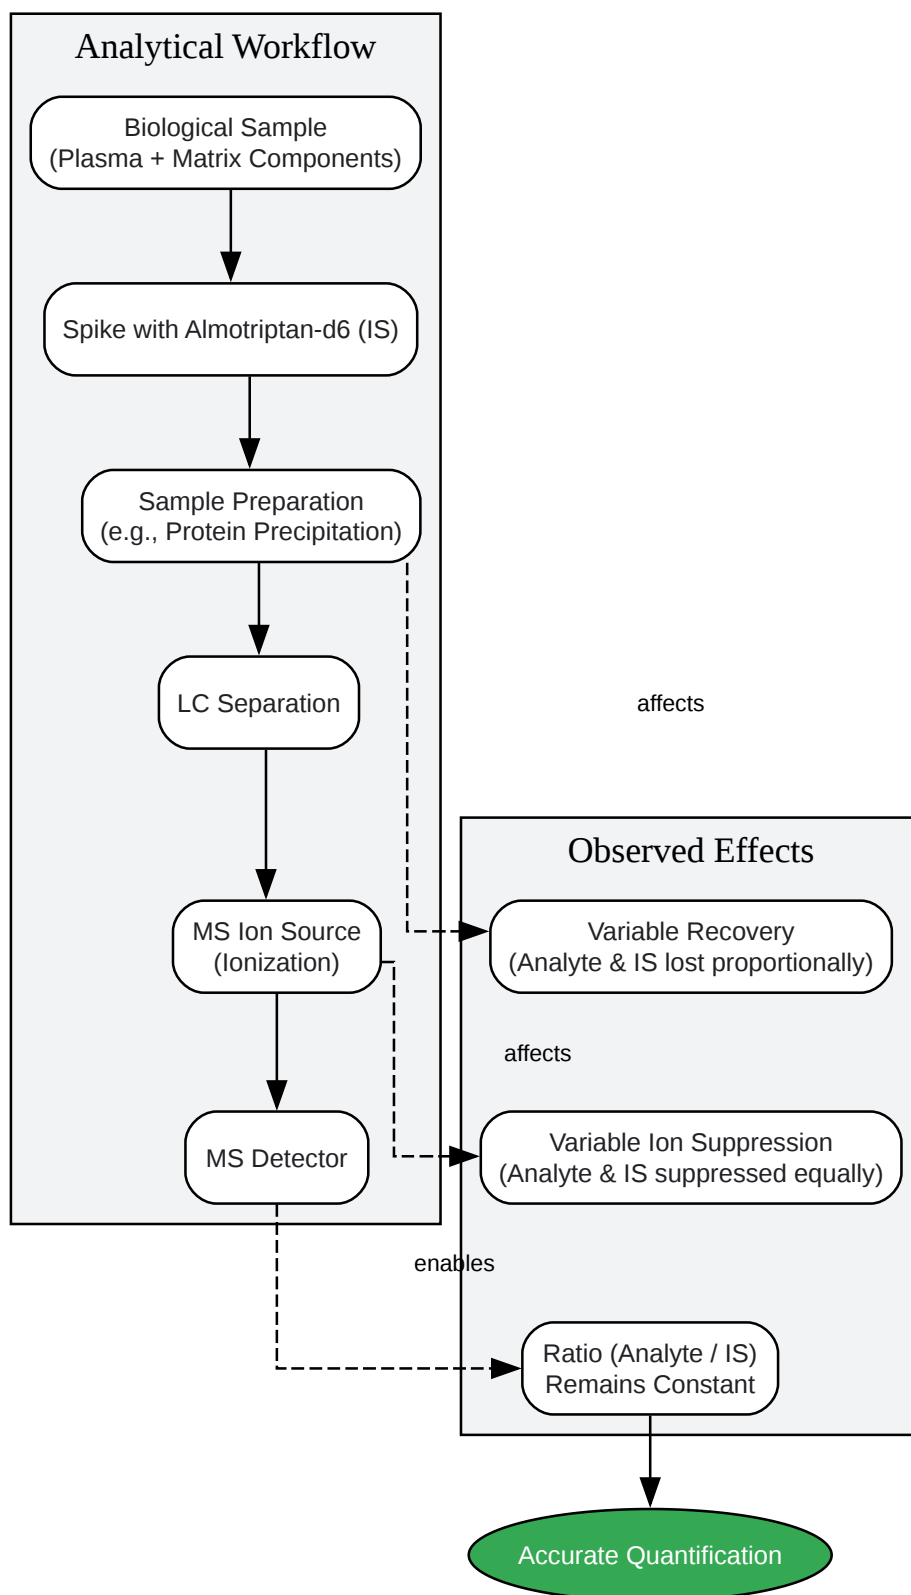 Analytical Workflow
Biological Sample
(Plasma + Matrix Components)
Spike with Almotriptan-d6 (IS)
Sample Preparation
(e.g., Protein Precipitation)
LC Separation
affects
Observed Effects
MS Ion Source
(Ionization)
Variable Recovery
(Analyte & IS lost proportionally)
affects
MS Detector
Variable Ion Suppression
(Analyte & IS suppressed equally)
enables
Ratio (Analyte / IS)
Remains Constant
Accurate Quantification